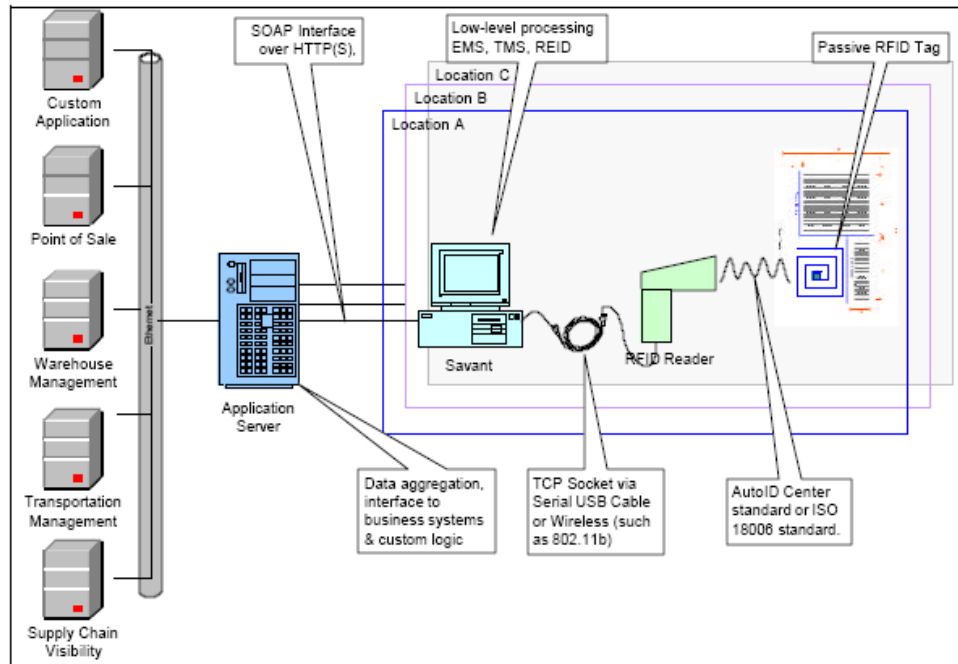 SOAP Interface
over HTTP(S),
Low-level processing
EMS, TMS, REID
Passive RFID Tag
Location C
Location B
Location A
Custom
Application
Point of Sale
Warehouse
Management
Transportation
Management
Supply Chain
Visibility
Ethernet
Application
Server
Savant
RFID Reader
Data aggregation,
interface to
business systems
& custom logic
TCP Socket via
Serial USB Cable
or Wireless (such
as 802.11b)
AutoID Center
standard or ISO
18006 standard.